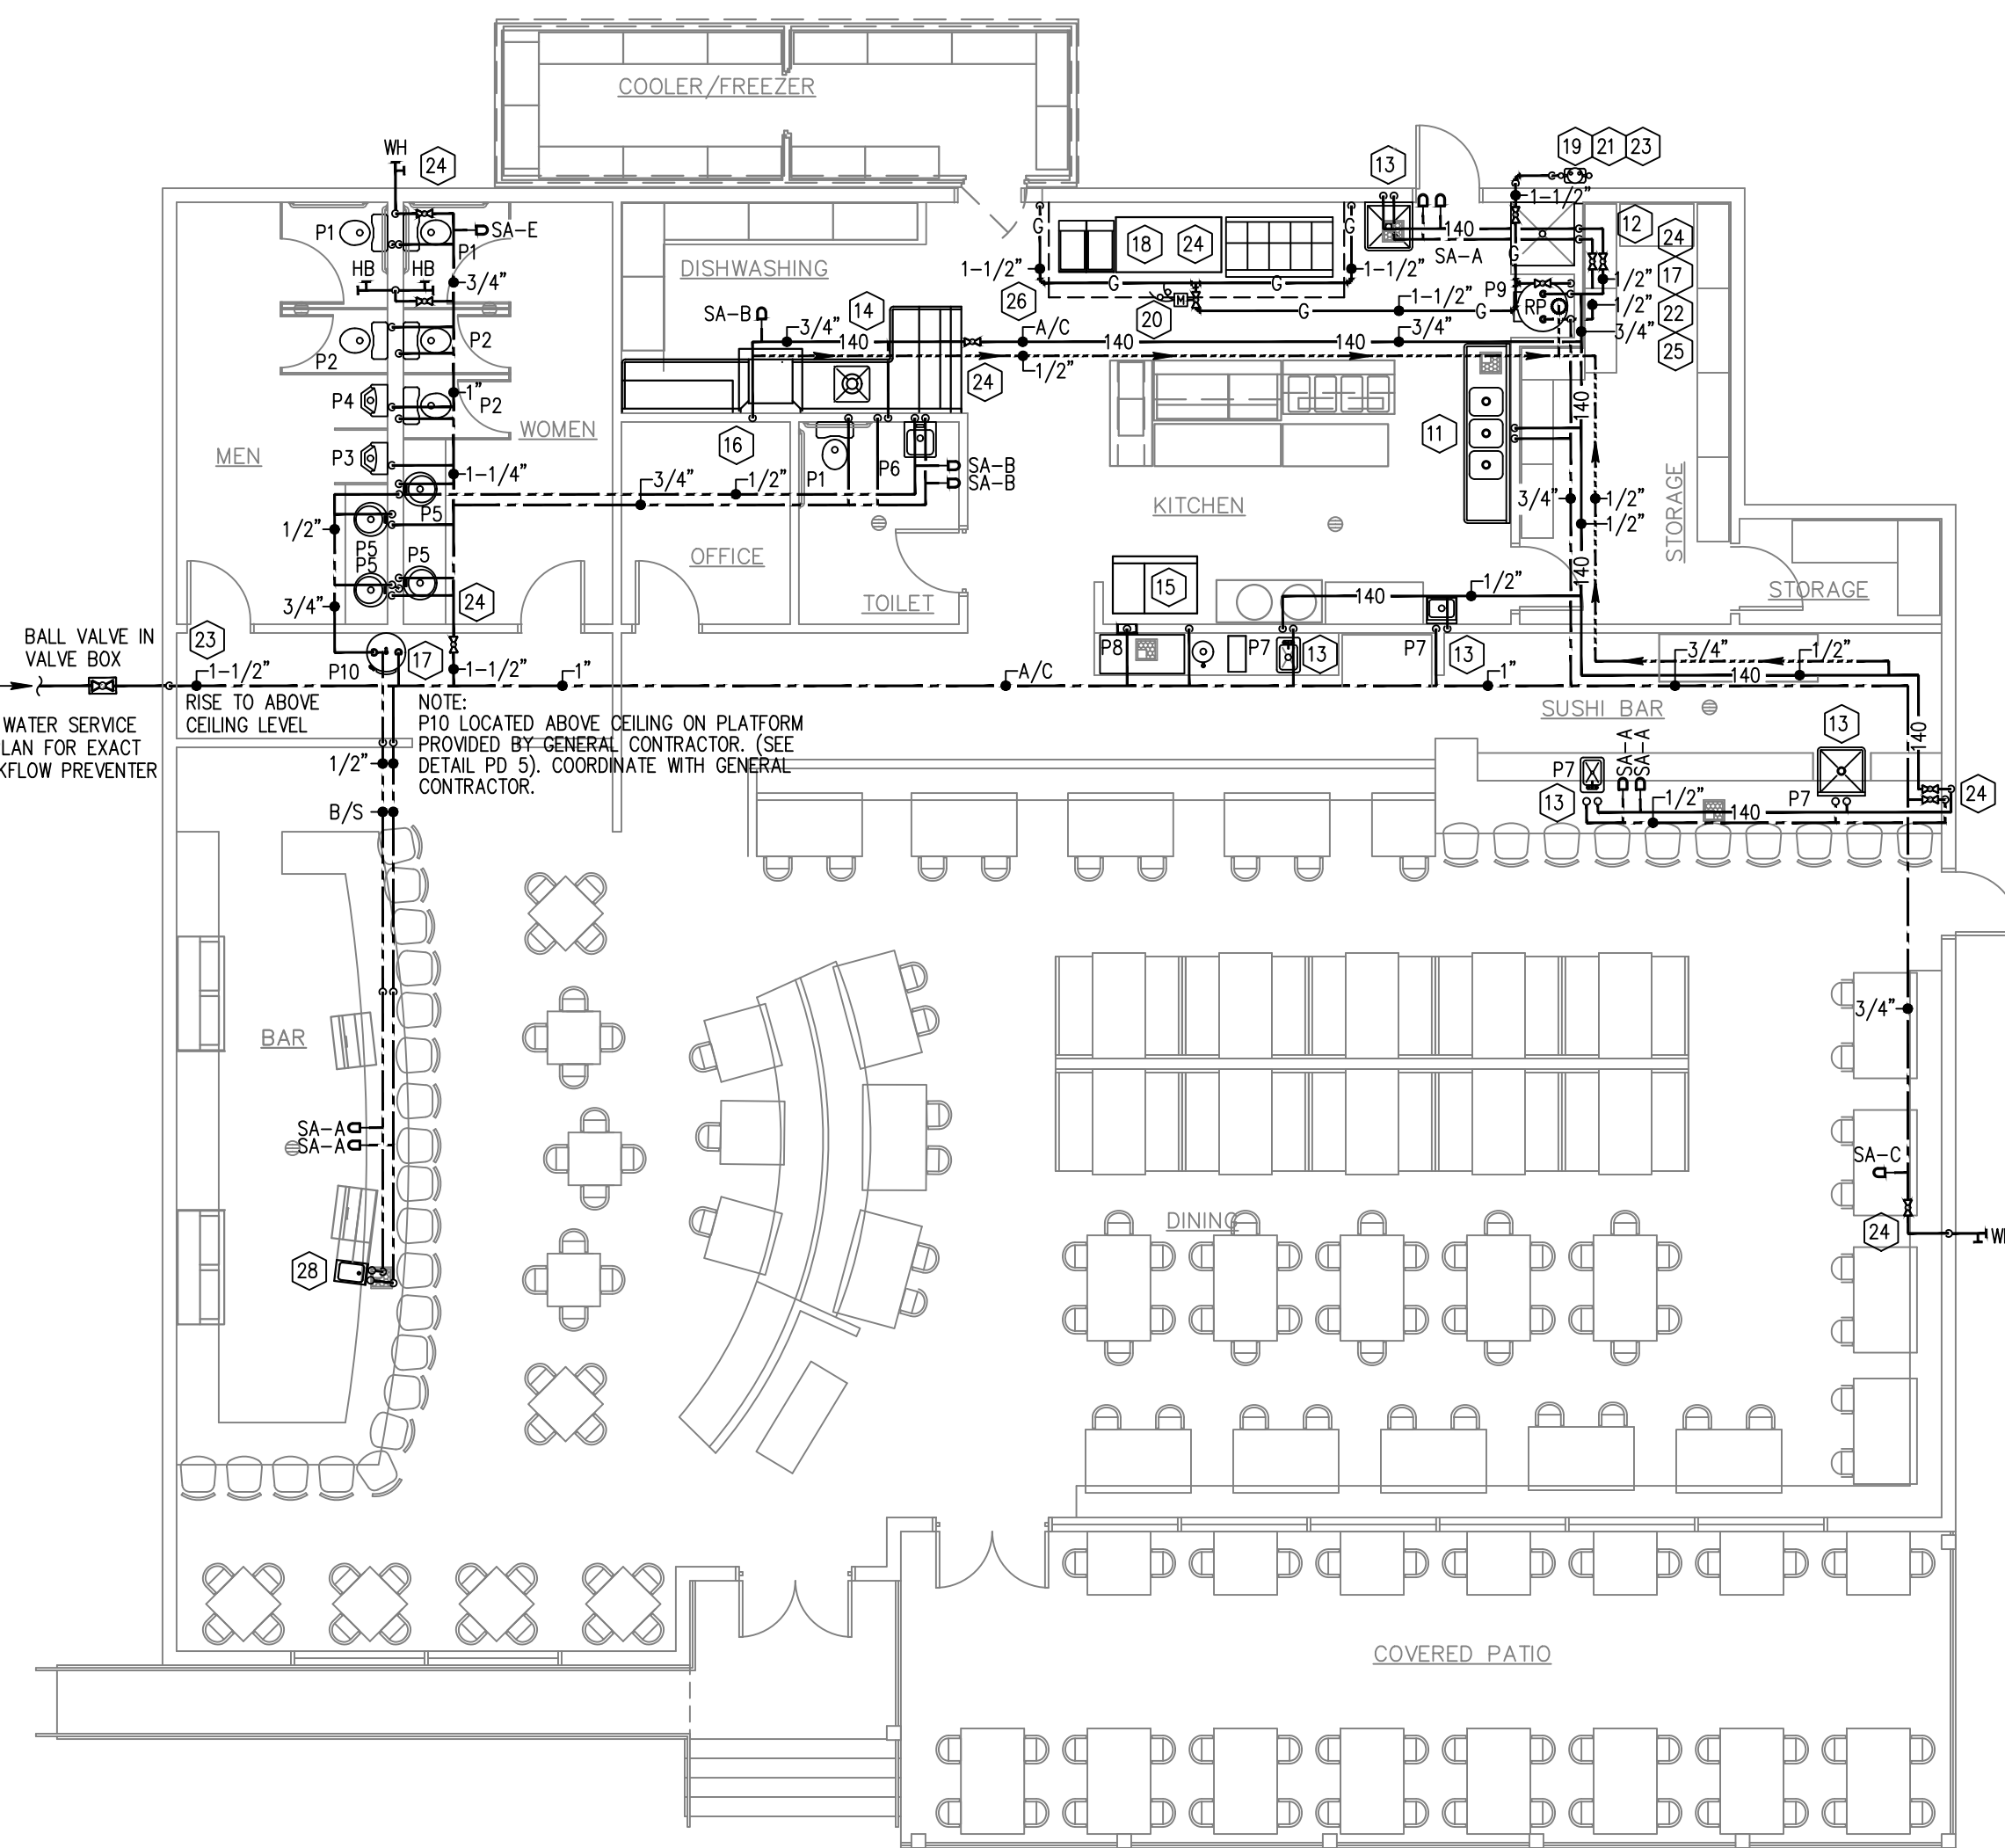 COOLER/FREEZER
WH
24
13
19 21 23
1-1/2"
P1
P1
SA-E
HB HB
3/4"
DISHWASHING
18 24
G
G
1-1/2"
1-1/2"
G G
140
SA-A
12
24
17
22
25
G
P9
RP
1/2"
1/2"
3/4"
26
20
M
1-1/2"
G G
SA-B
14
3/4"
140
A/C
140
140
3/4"
1/2"
24
P2
P2
P4
1"
P2
WOMEN
MEN
P3
1-1/4"
16
P1
P6
SA-B
SA-B
3/4"
1/2"
11
140
KITCHEN
STORAGE
3/4"
1/2"
1/2"
140
P5
1/2"
P5
P5
P5
3/4"
OFFICE
TOILET
24
15
140
1/2"
STORAGE
BALL VALVE IN
VALVE BOX
23
1-1/2"
P10
17
1-1/2"
1"
A/C
P8
P7
13
P7
13
1"
3/4"
1/2"
140
RISE TO ABOVE
CEILING LEVEL
WATER SERVICE
LAN FOR EXACT
KFLOW PREVENTER
NOTE:
P10 LOCATED ABOVE CEILING ON PLATFORM
PROVIDED BY GENERAL CONTRACTOR. (SEE
DETAIL PD 5). COORDINATE WITH GENERAL
CONTRACTOR.
SUSHI BAR
13
140
1/2"
B/S
P7
SA-A
SA-A
13
1/2"
140
P7
24
BAR
3/4"
SA-A
SA-A
SA-C
DINING
24
28
COVERED PATIO